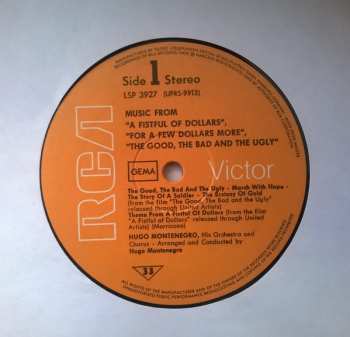 Side 1 Stereo
LSP 3927 (UPRS-9913)
MUSIC FROM
"A FISTFUL OF DOLLARS",
"FOR A FEW DOLLARS MORE",
"THE GOOD, THE BAD AND THE UGLY"
RCA
GEMA
Victor
The Good, The Bad And The Ugly - March With Hope -
The Story Of A Soldier - The Ecstasy Of Gold
(from the film "The Good, The Bad and the Ugly"
released through United Artists)
Theme From A Fistful Of Dollars (from the film
"A Fistful of Dollars" released through United
Artists) (Morricone)
HUGO MONTENEGRO, His Orchestra and
Chorus - Arranged and Conducted by
Hugo Montenegro
33